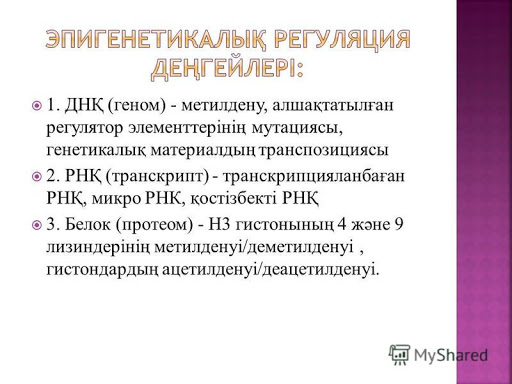 ЭПИГЕНЕТИКАЛЫҚ РЕГУЛЯЦИЯ
ДЕҢГЕЙЛЕРІ:
1. ДНҚ (геном) - метилдену, алшақтатылған
регулятор элементтерінің мутациясы,
генетикалық материалдың транспозициясы
2. РНҚ (транскрипт) - транскрипцияланбаған
РНҚ, микро РНК, қостізбекті РНҚ
3. Белок (протеом) - Н3 гистонының 4 және 9
лизиндерінің метилденуі/деметилденуі ,
гистондардың ацетилденуі/деацетилденуі.
MyShared